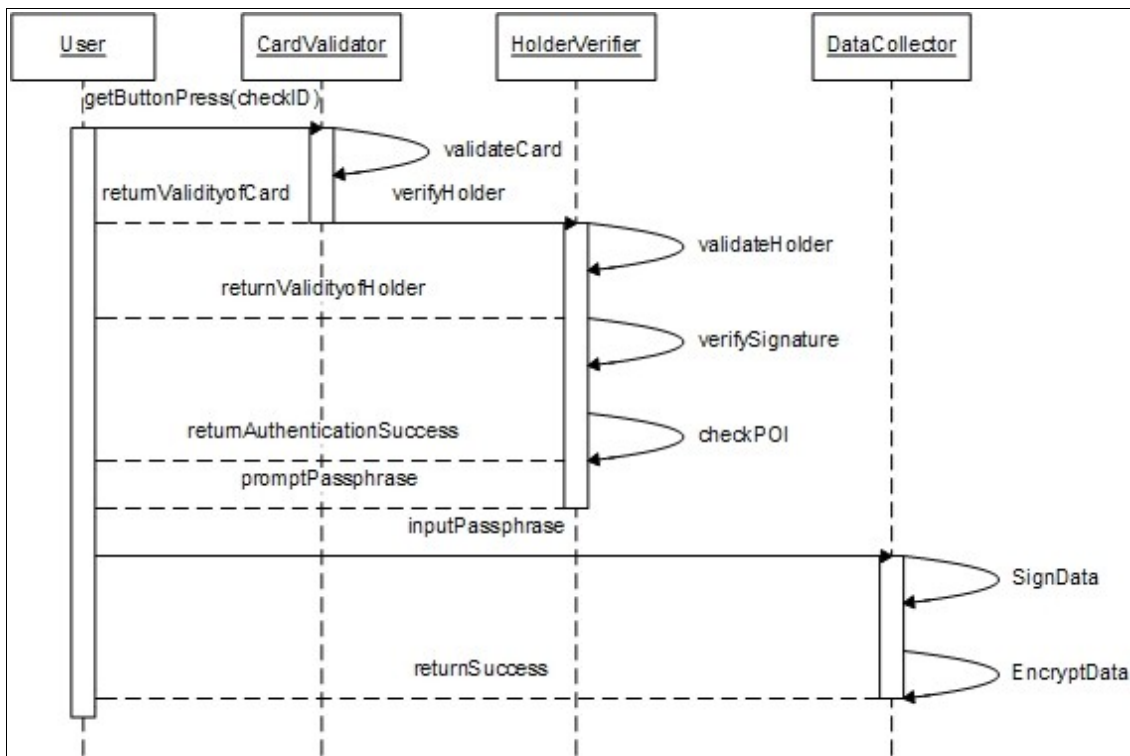 User
CardValidator
HolderVerifier
DataCollector
getButtonPress(checkID)
validateCard
returnValidityofCard
verifyHolder
validateHolder
returnValidityofHolder
verifySignature
returnAuthenticationSuccess
checkPOI
promptPassphrase
inputPassphrase
SignData
returnSuccess
EncryptData